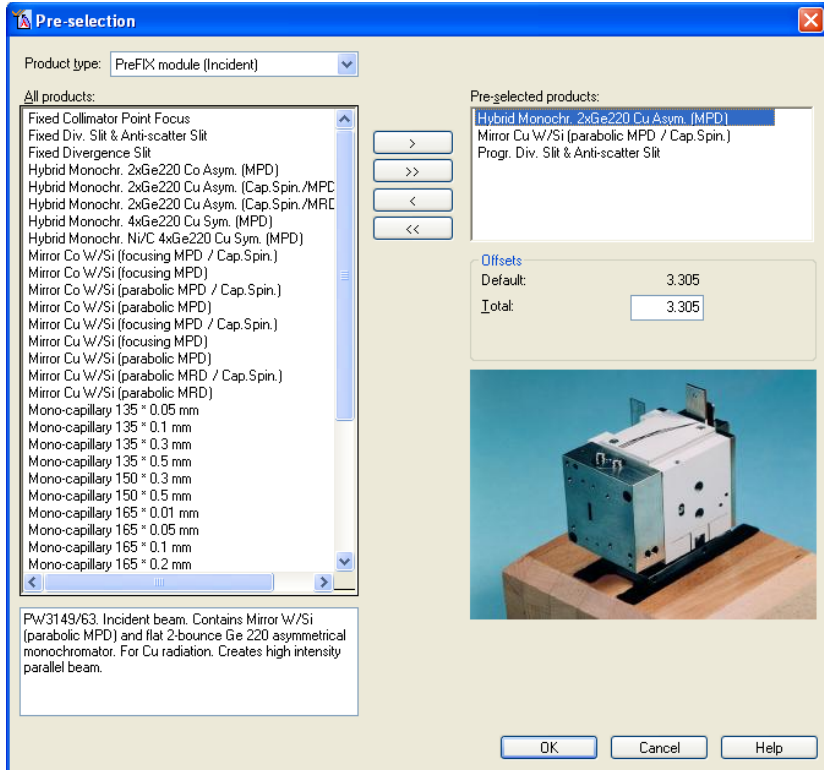 Pre-selection
Product type: PreFIX module (Incident)
All products:
Fixed Collimator Point Focus
Fixed Div. Slit & Anti-scatter Slit
Fixed Divergence Slit
Hybrid Monochr. 2xGe220 Co Asym. (MPD)
Hybrid Monochr. 2xGe220 Cu Asym. (Cap.Spin./MPD
Hybrid Monochr. 2xGe220 Cu Asym. (Cap.Spin./MRD
Hybrid Monochr. 4xGe220 Cu Sym. (MPD)
Hybrid Monochr. Ni/C 4xGe220 Cu Sym. (MPD)
Mirror Co W/Si (focusing MPD / Cap.Spin.)
Mirror Co W/Si (focusing MPD)
Mirror Co W/Si (parabolic MPD / Cap.Spin.)
Mirror Co W/Si (parabolic MPD)
Mirror Cu W/Si (focusing MPD / Cap.Spin.)
Mirror Cu W/Si (focusing MPD)
Mirror Cu W/Si (parabolic MPD)
Mirror Cu W/Si (parabolic MRD / Cap.Spin.)
Mirror Cu W/Si (parabolic MRD)
Mono-capillary 135 * 0.05 mm
Mono-capillary 135 * 0.1 mm
Mono-capillary 135 * 0.3 mm
Mono-capillary 135 * 0.5 mm
Mono-capillary 150 * 0.3 mm
Mono-capillary 150 * 0.5 mm
Mono-capillary 165 * 0.01 mm
Mono-capillary 165 * 0.05 mm
Mono-capillary 165 * 0.1 mm
Mono-capillary 165 * 0.2 mm
PW3149/63. Incident beam. Contains Mirror W/Si
(parabolic MPD) and flat 2-bounce Ge 220 asymmetrical
monochromator. For Cu radiation. Creates high intensity
parallel beam.
>
>>
<
<<
Pre-selected products:
Hybrid Monochr. 2xGe220 Cu Asym. (MPD)
Mirror Cu W/Si (parabolic MPD / Cap.Spin.)
Progr. Div. Slit & Anti-scatter Slit
Offsets
Default: 3.305
Total: 3.305
OK Cancel Help